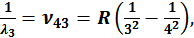 1/λ₃ = ν₄₃ = R(1/3² − 1/4²),